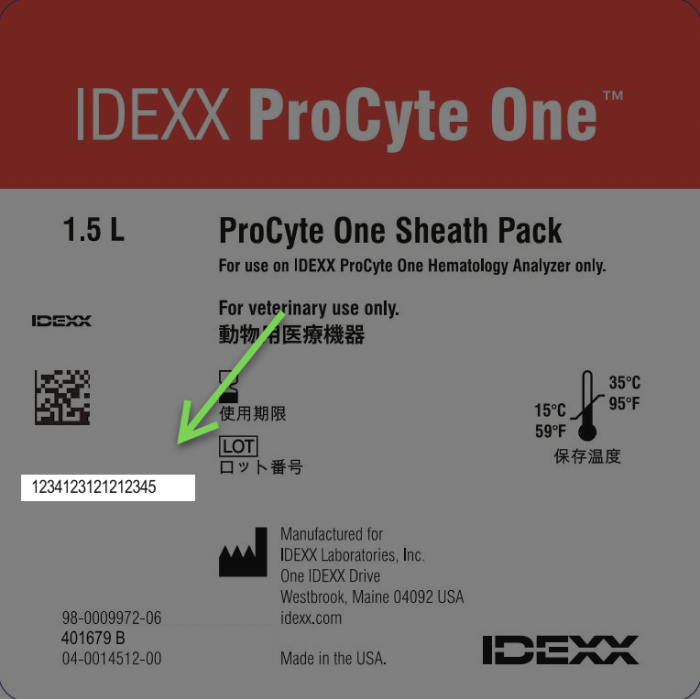 IDEXX ProCyte One™
1.5 L
ProCyte One Sheath Pack
For use on IDEXX ProCyte One Hematology Analyzer only.
IDEXX
For veterinary use only.
動物用医療機器
使用期限
LOT
ロット番号
15°C
59°F
35°C
95°F
保存温度
1234123121212345
Manufactured for
IDEXX Laboratories, Inc.
One IDEXX Drive
Westbrook, Maine 04092 USA
idexx.com
98-0009972-06
401679 B
04-0014512-00
Made in the USA.
IDEXX